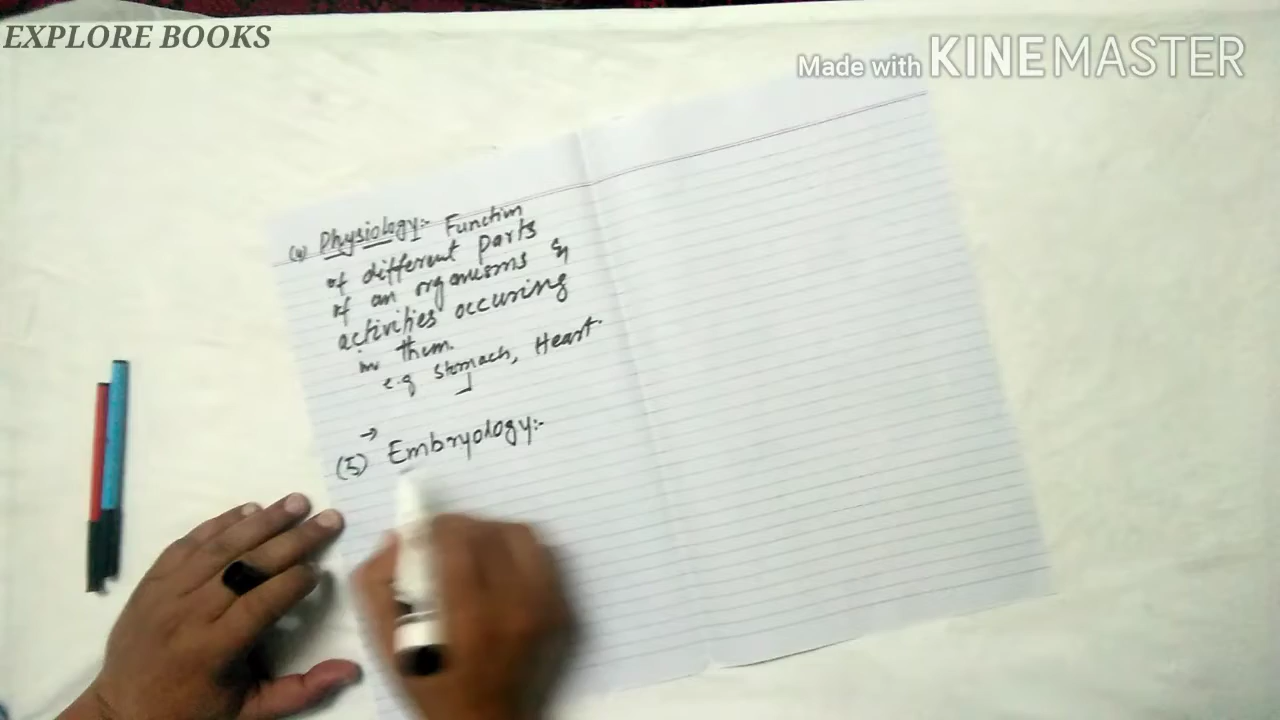 EXPLORE BOOKS
Made with KINEMASTER
(4) Physiology:- Function
of different Parts
of an organisms &
activities occuring
in them.
e.g Stomach, Heart.
→
(5) Embryology:-